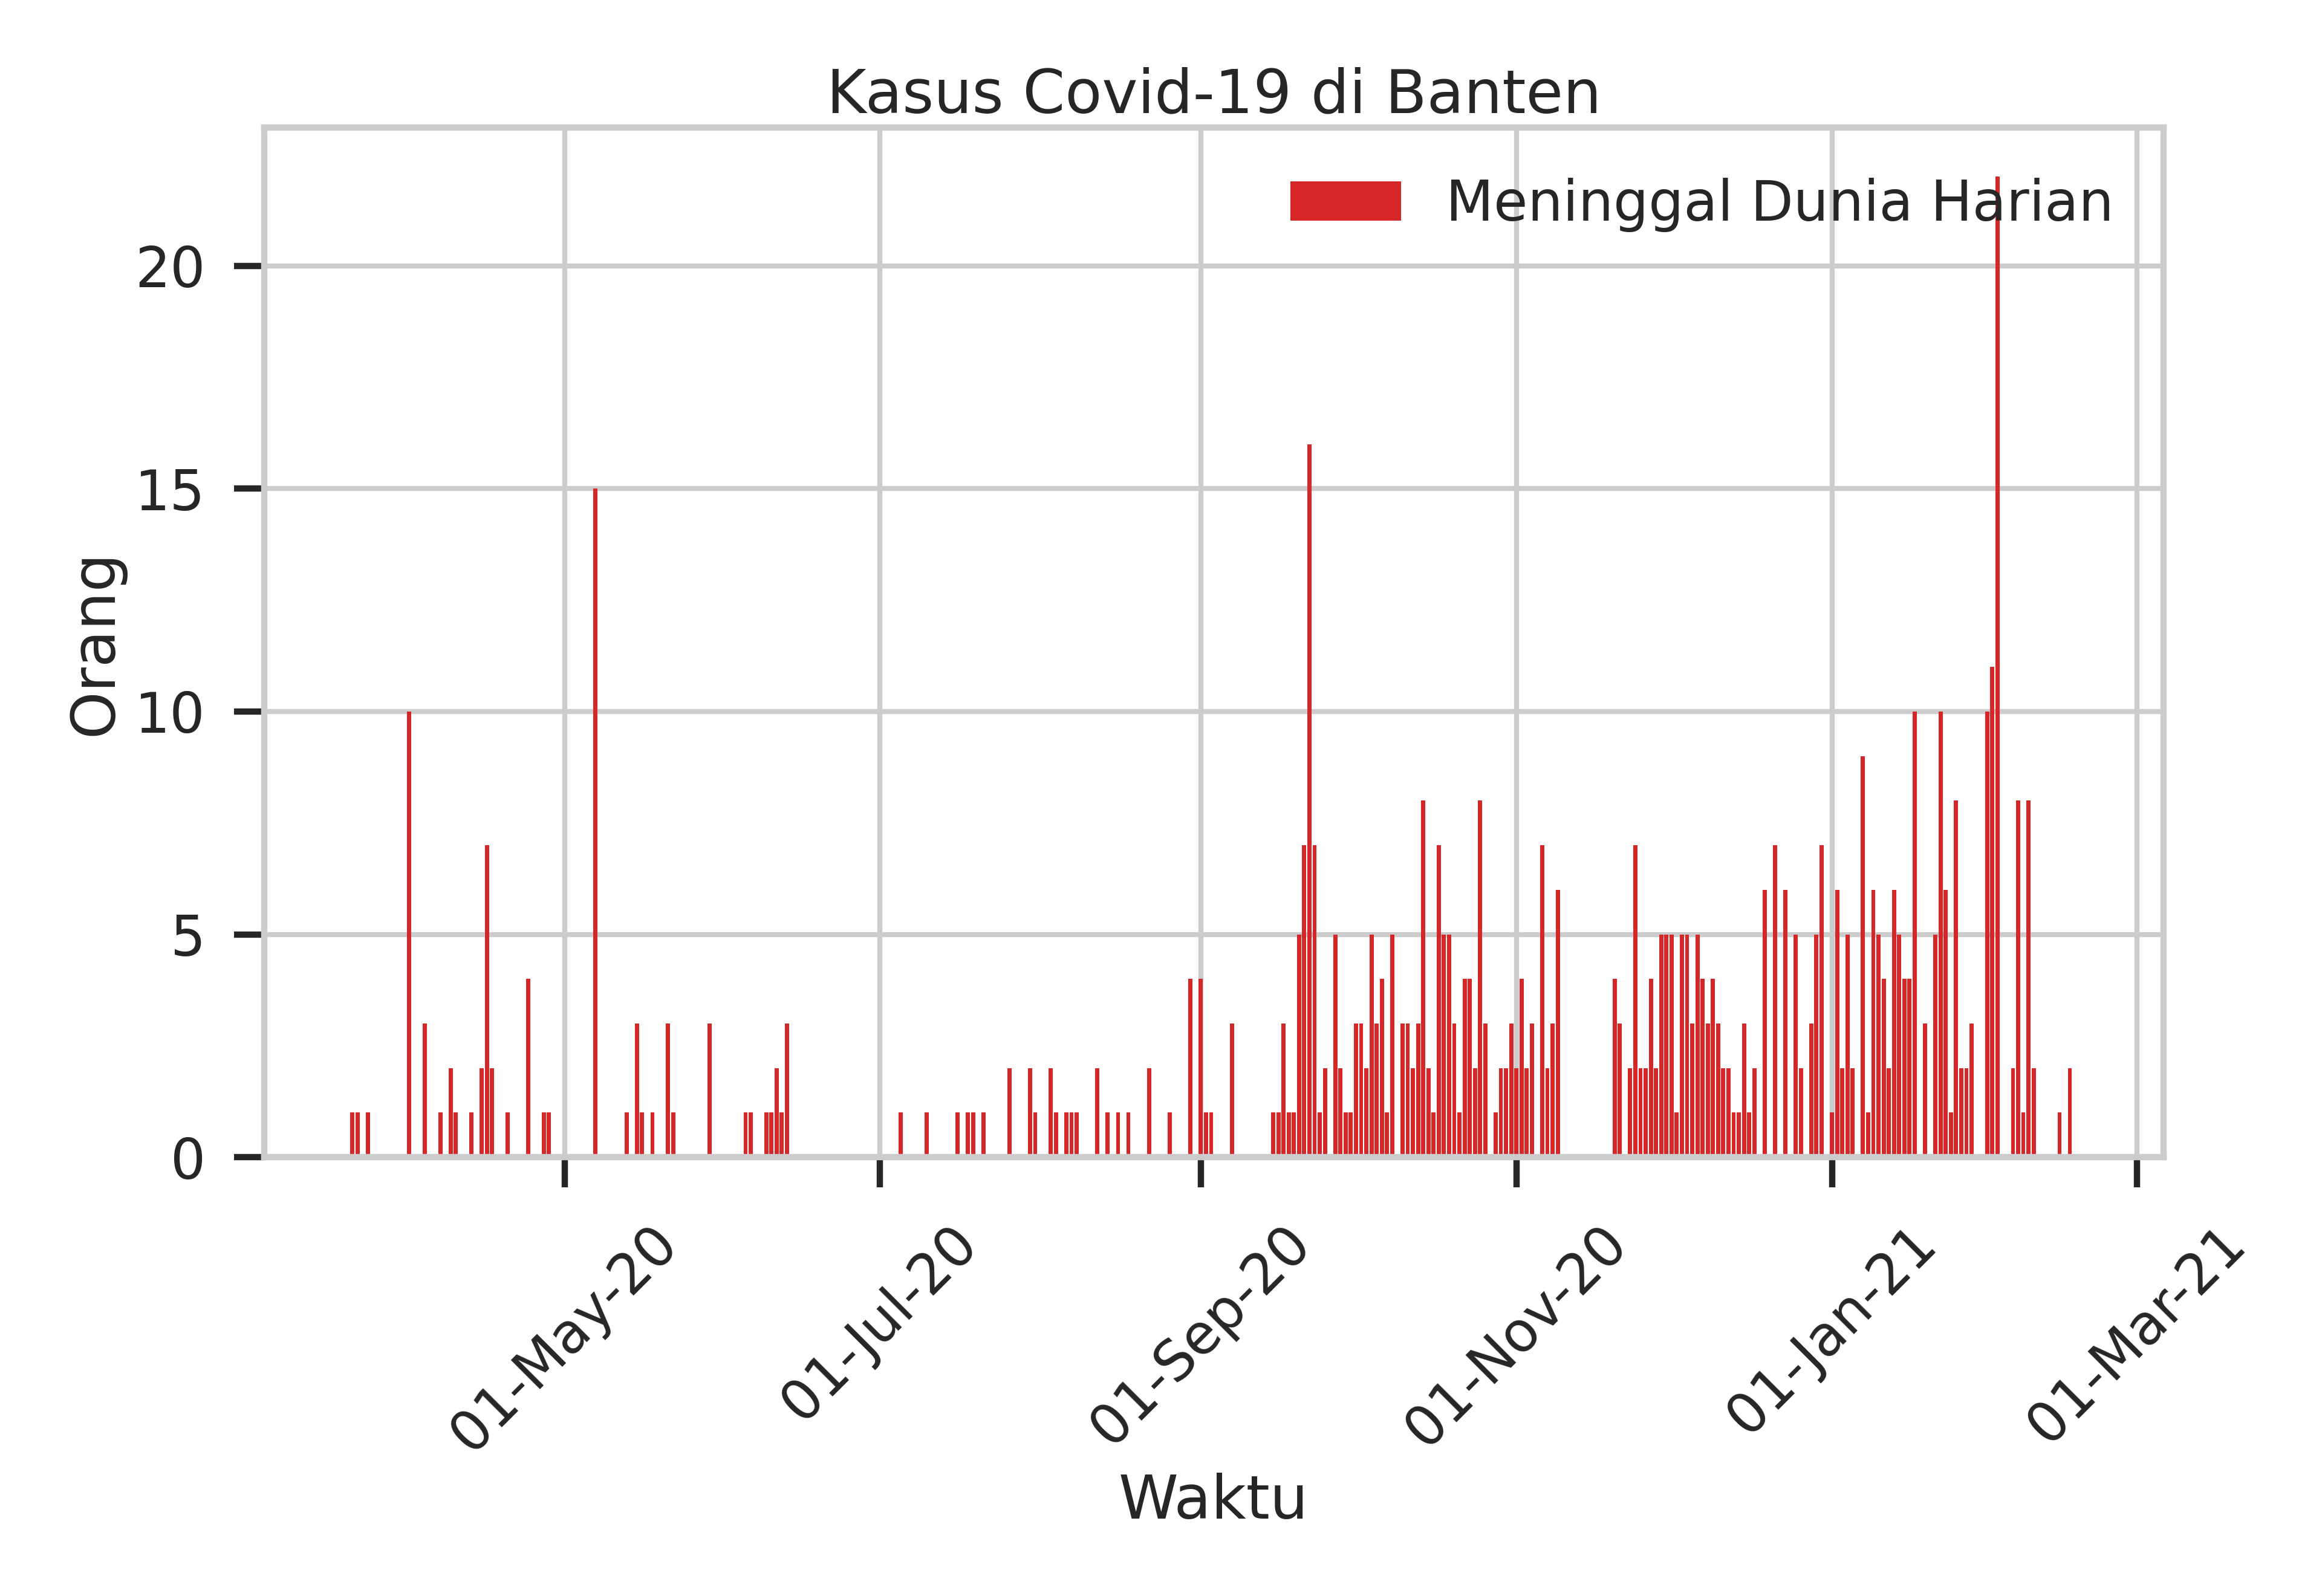 Kasus Covid-19 di Banten
Meninggal Dunia Harian
20
15
10
5
0
Orang
01-May-20
01-Jul-20
01-Sep-20
01-Nov-20
01-Jan-21
01-Mar-21
Waktu